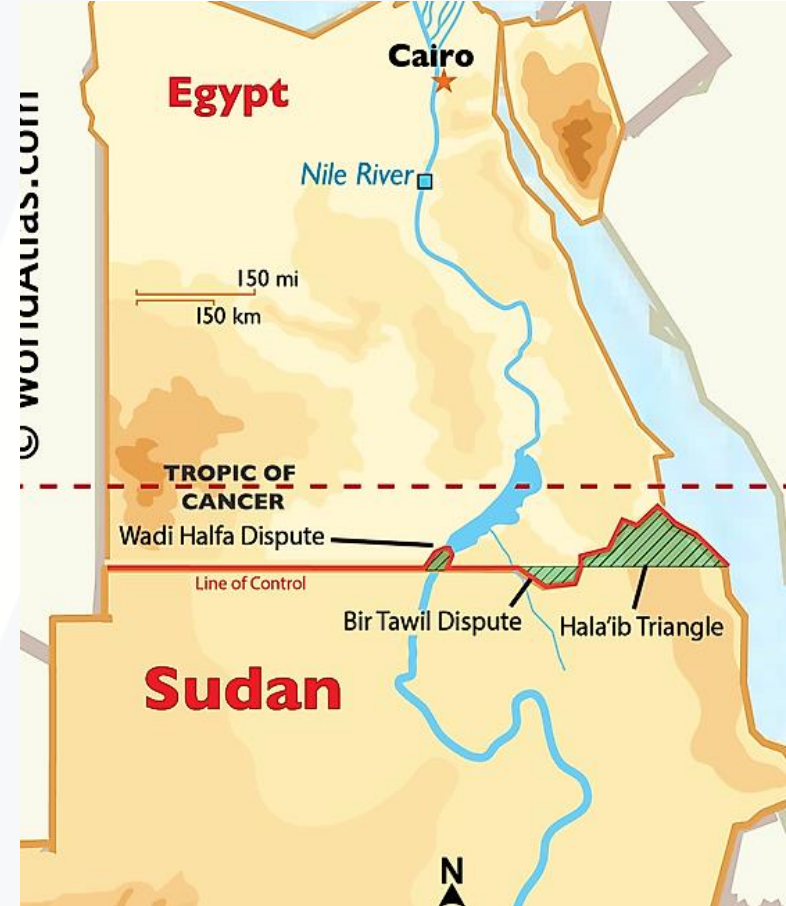 Cairo
Egypt
© WorldAtlas.com
Nile River
150 mi
150 km
TROPIC OF
CANCER
Wadi Halfa Dispute
Line of Control
Bir Tawil Dispute
Hala'ib Triangle
Sudan
N